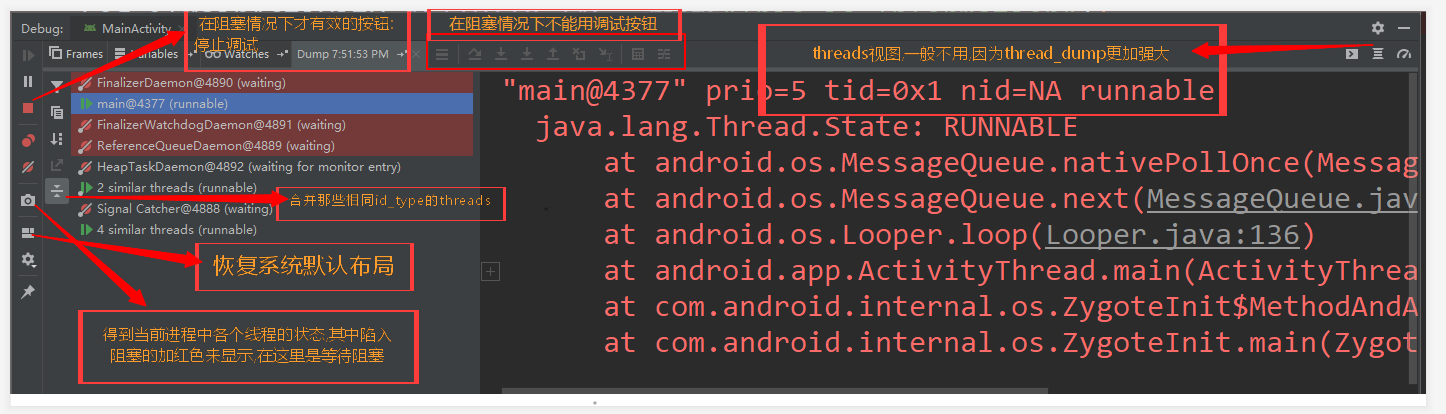 Debug: MainActivity
在阻塞情况下才有效的按钮:
停止调试
在阻塞情况下不能用调试按钮
Frames
Watches
Dump 7:51:53 PM
threads视图,一般不用,因为thread_dump更加强大
FinalizerDaemon@4890 (waiting)
main@4377 (runnable)
FinalizerWatchdogDaemon@4891 (waiting)
ReferenceQueueDaemon@4889 (waiting)
HeapTaskDaemon@4892 (waiting for monitor entry)
2 similar threads (runnable)
Signal Catcher@4888 (waiting)
4 similar threads (runnable)
合并那些相同id_type的threads
恢复系统默认布局
得到当前进程中各个线程的状态,其中陷入
阻塞的加红色来显示,在这里是等待阻塞
"main@4377" prio=5 tid=0x1 nid=NA runnable
java.lang.Thread.State: RUNNABLE
at android.os.MessageQueue.nativePollOnce(Messag
at android.os.MessageQueue.next(MessageQueue.jav
at android.os.Looper.loop(Looper.java:136)
at android.app.ActivityThread.main(ActivityThrea
at com.android.internal.os.ZygoteInit$MethodAndA
at com.android.internal.os.ZygoteInit.main(Zygot